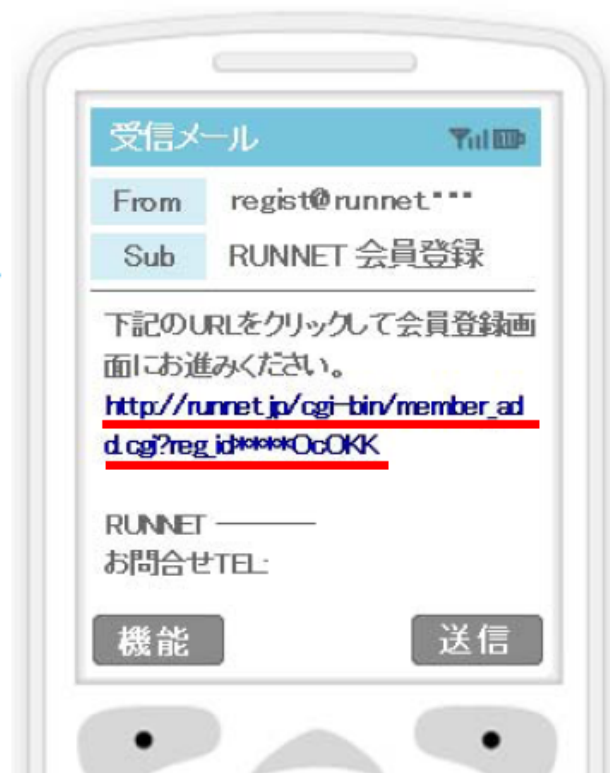 受信メール
From regist@runnet.***
Sub RUNNET 会員登録
下記のURLをクリックして会員登録画
面にお進みください。
http://runnet.jp/cgi-bin/member_ad
d.cgi?reg_id*****OcOKK
RUNNET ————
お問合せTEL:
機能 送信